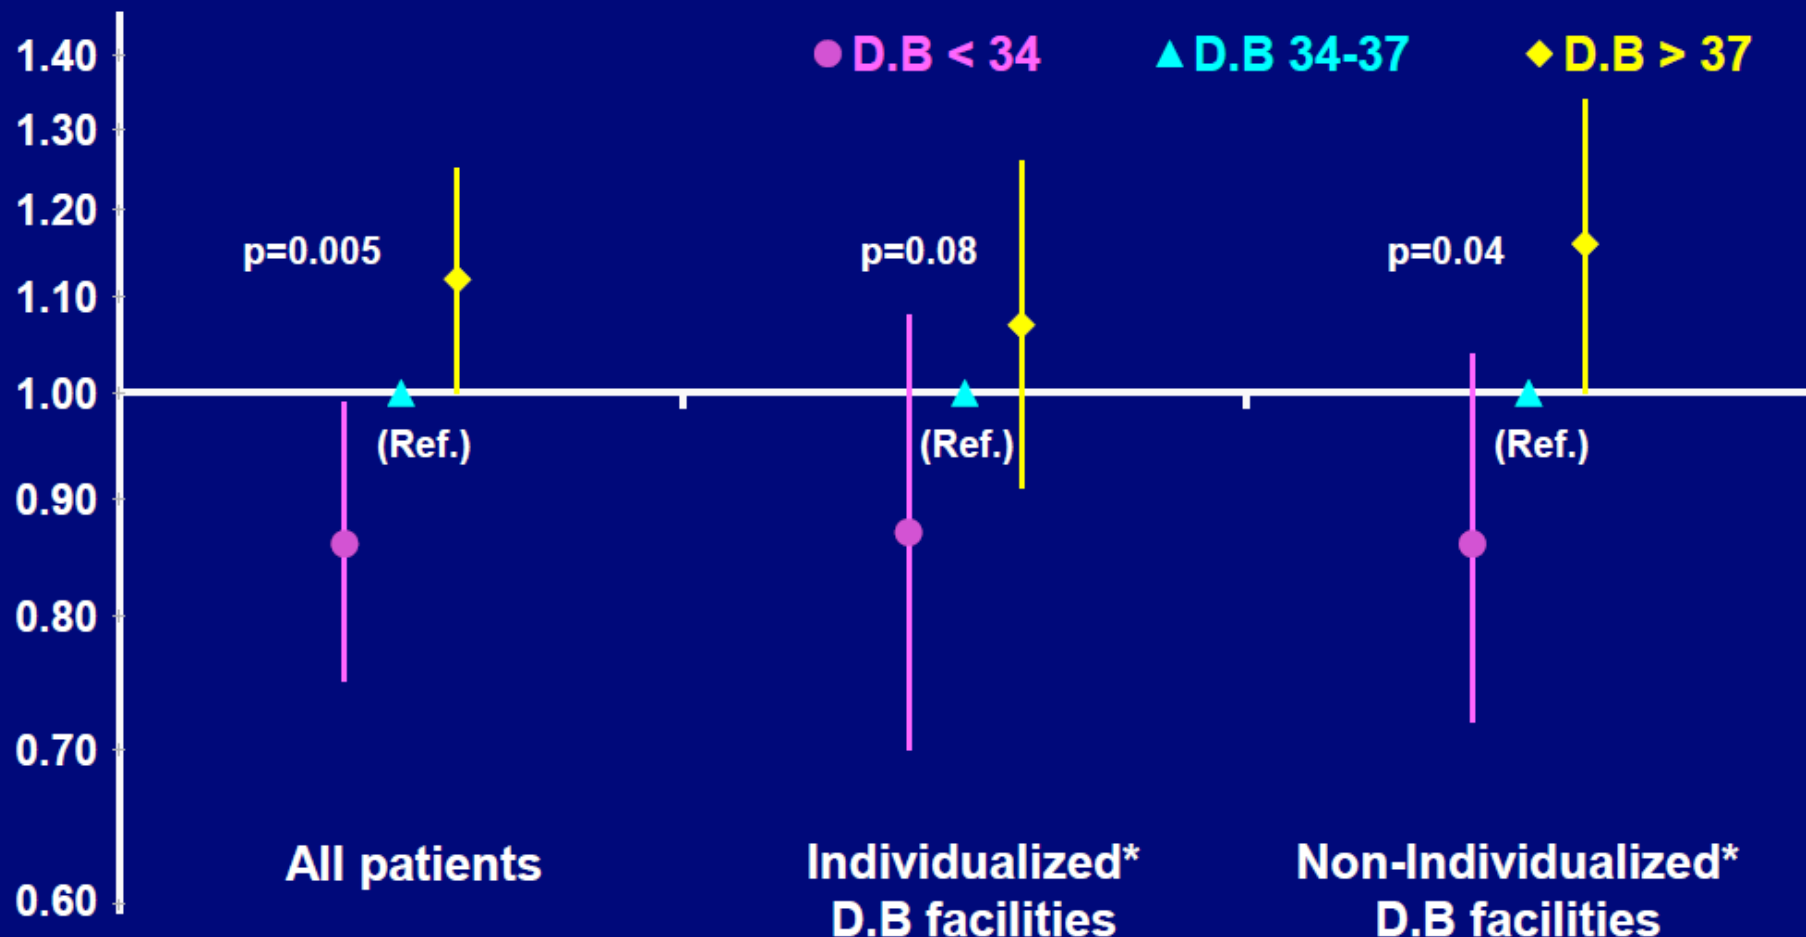 1.40
D.B < 34
D.B 34-37
D.B > 37
1.30
1.20
p=0.005
p=0.08
p=0.04
1.10
1.00
(Ref.)
(Ref.)
(Ref.)
0.90
0.80
0.70
All patients
Individualized*
D.B facilities
Non-Individualized*
D.B facilities
0.60